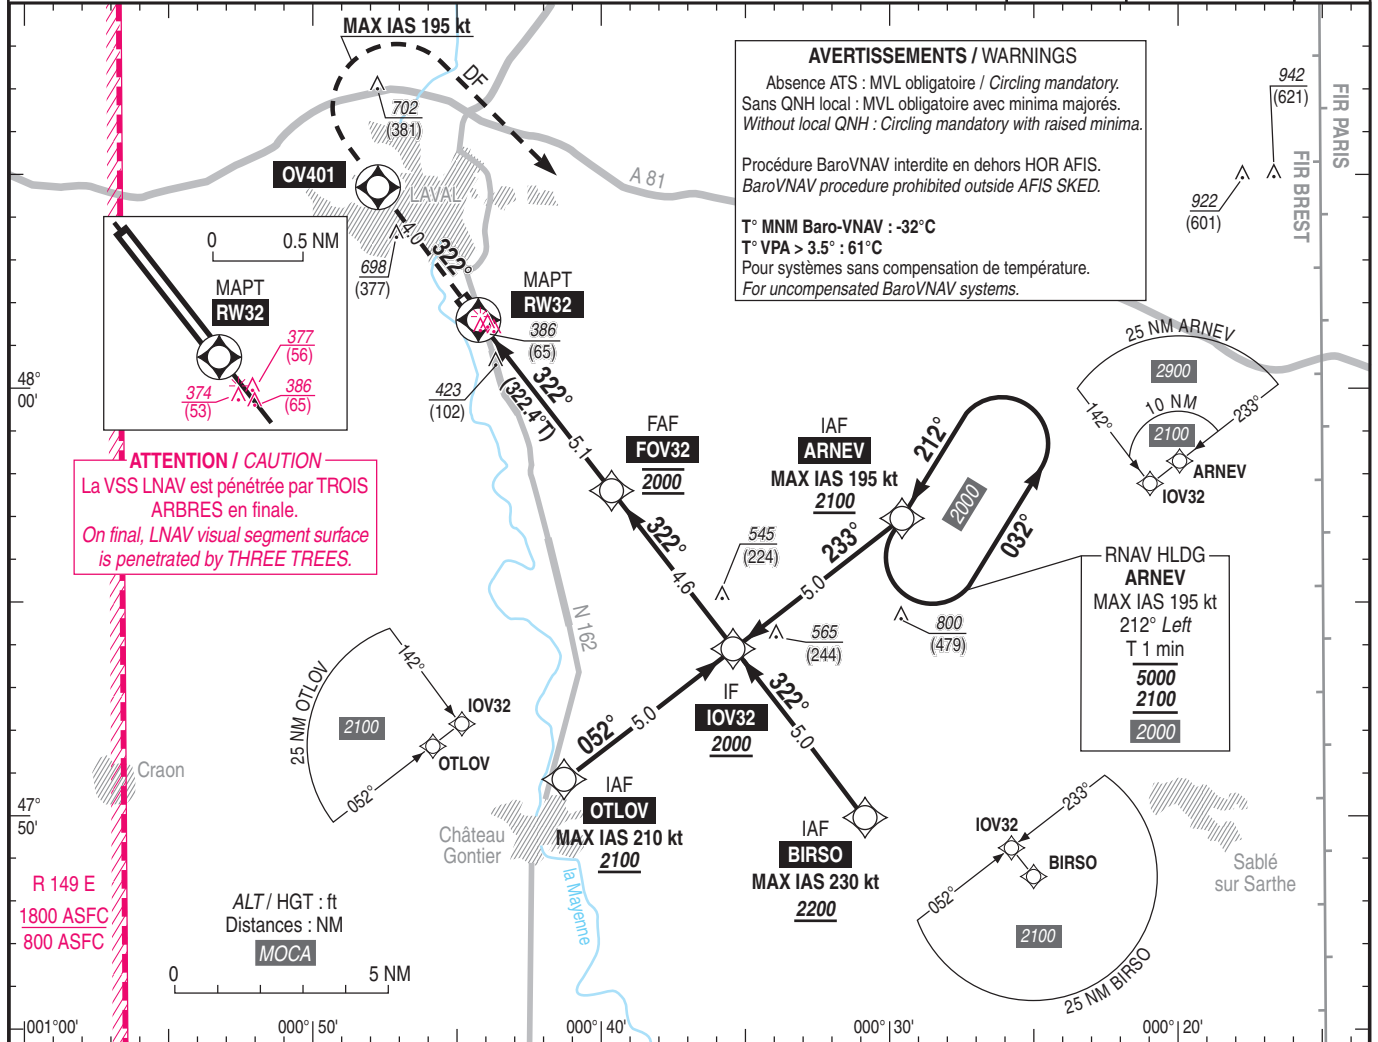 MAX IAS 195 kt
DF
702
(381)
OV401
LAVAL
A 81
4.0
322°
698
(377)
AVERTISSEMENTS / WARNINGS
Absence ATS : MVL obligatoire / Circling mandatory.
Sans QNH local : MVL obligatoire avec minima majorés.
Without local QNH : Circling mandatory with raised minima.
Procédure BaroVNAV interdite en dehors HOR AFIS.
BaroVNAV procedure prohibited outside AFIS SKED.
T° MNM Baro-VNAV : -32°C
T° VPA > 3.5° : 61°C
Pour systèmes sans compensation de température.
For uncompensated BaroVNAV systems.
942
(621)
922
(601)
FIR PARIS
FIR BREST
0 0.5 NM
MAPT
RW32
377
(56)
374
(53)
386
(65)
MAPT
RW32
386
(65)
423
(102)
322°
(322.4°T)
5.1
48°
00'
ATTENTION / CAUTION
La VSS LNAV est pénétrée par TROIS
ARBRES en finale.
On final, LNAV visual segment surface
is penetrated by THREE TREES.
FAF
FOV32
2000
IAF
ARNEV
MAX IAS 195 kt
2100
212°
2000
032°
25 NM ARNEV
2900
10 NM
2100
142°
233°
ARNEV
IOV32
322°
4.6
545
(224)
233°
5.0
565
(244)
800
(479)
RNAV HLDG
ARNEV
MAX IAS 195 kt
212° Left
T 1 min
5000
2100
2000
N 162
25 NM OTLOV
142°
2100
IOV32
OTLOV
052°
IF
IOV32
2000
322°
5.0
052°
5.0
Craon
47°
50'
IAF
OTLOV
MAX IAS 210 kt
2100
Château
Gontier
la Mayenne
IAF
BIRSO
MAX IAS 230 kt
2200
233°
IOV32
BIRSO
052°
2100
25 NM BIRSO
Sablé
sur Sarthe
R 149 E
1800 ASFC
800 ASFC
ALT / HGT : ft
Distances : NM
MOCA
0 5 NM
001°00' 000°50' 000°40' 000°30' 000°20'